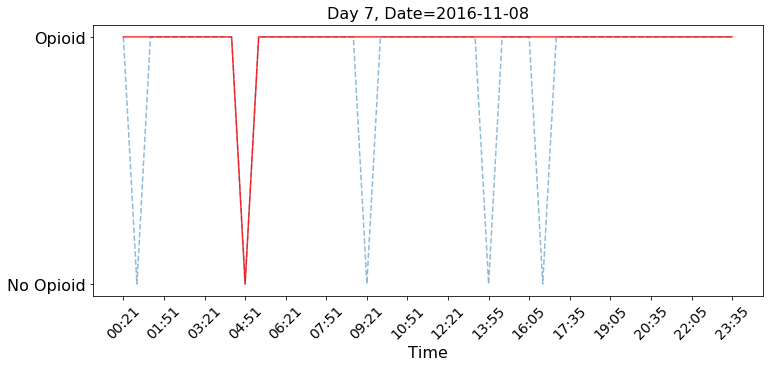 Day 7, Date=2016-11-08
Opioid
No Opioid
00:21 01:51 03:21 04:51 06:21 07:51 09:21 10:51 12:21 13:55 16:05 17:35 19:05 20:35 22:05 23:35
Time